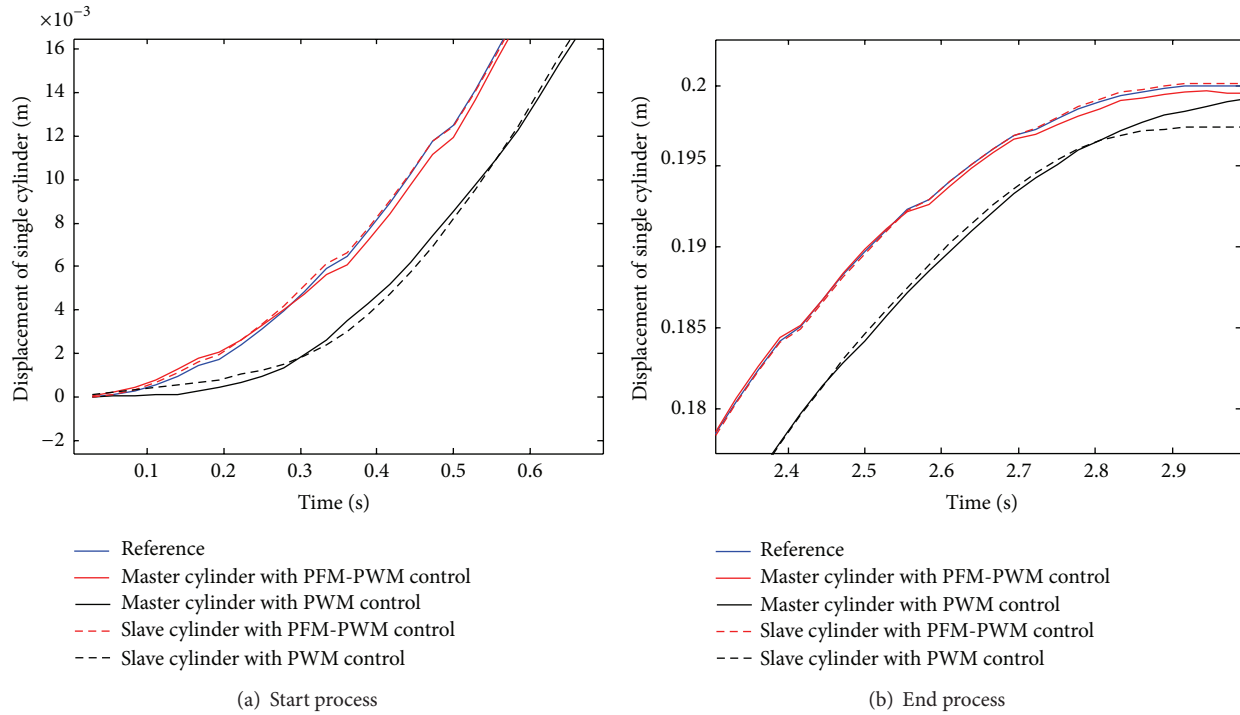 ×10⁻³
16
14
12
10
8
6
4
2
0
−2
Displacement of single cylinder (m)
0.1 0.2 0.3 0.4 0.5 0.6
Time (s)
Reference
Master cylinder with PFM-PWM control
Master cylinder with PWM control
Slave cylinder with PFM-PWM control
Slave cylinder with PWM control
(a) Start process
0.2
0.195
0.19
0.185
0.18
Displacement of single cylinder (m)
2.4 2.5 2.6 2.7 2.8 2.9
Time (s)
Reference
Master cylinder with PFM-PWM control
Master cylinder with PWM control
Slave cylinder with PFM-PWM control
Slave cylinder with PWM control
(b) End process